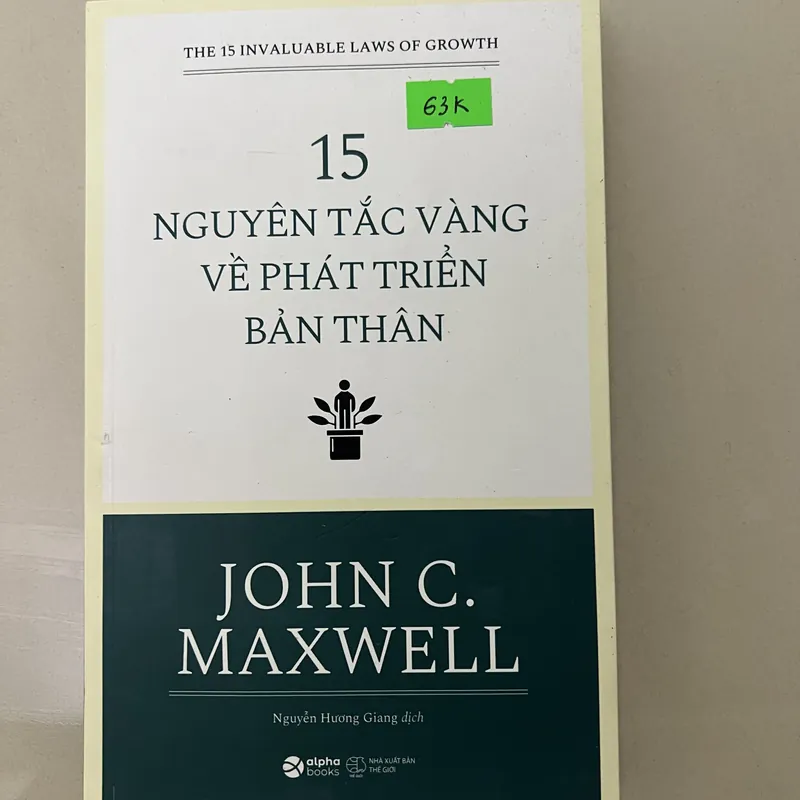 THE 15 INVALUABLE LAWS OF GROWTH
63K
15
NGUYÊN TẮC VÀNG
VỀ PHÁT TRIỂN
BẢN THÂN
JOHN C.
MAXWELL
Nguyễn Hương Giang dịch
alpha
books
NHÀ XUẤT BẢN
THẾ GIỚI